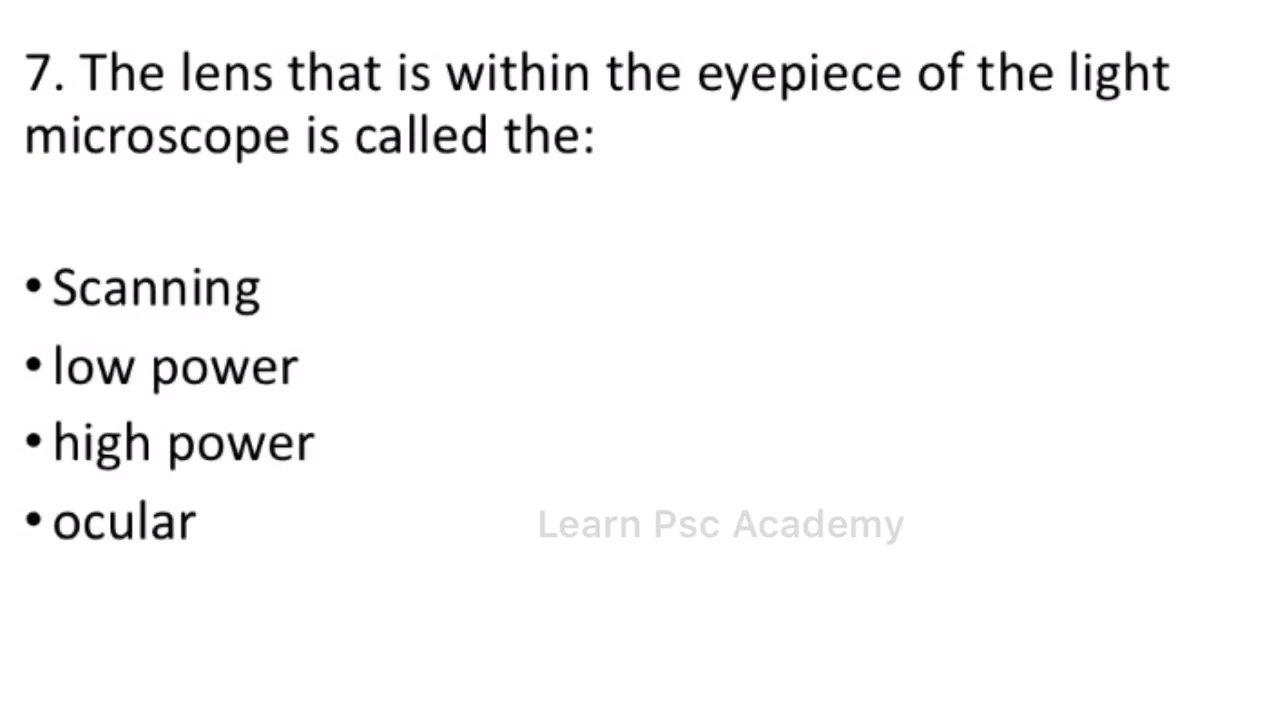 7. The lens that is within the eyepiece of the light
microscope is called the:
• Scanning
• low power
• high power
• ocular
Learn Psc Academy